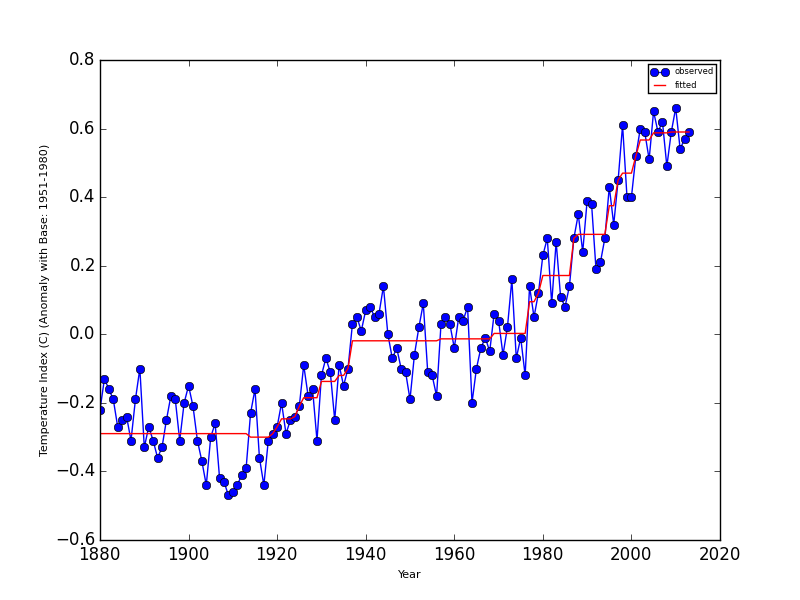 0.8
0.6
0.4
0.2
0.0
−0.2
−0.4
−0.6
1880 1900 1920 1940 1960 1980 2000 2020
Year
Temperature Index (C) (Anomaly with Base: 1951-1980)
observed
fitted